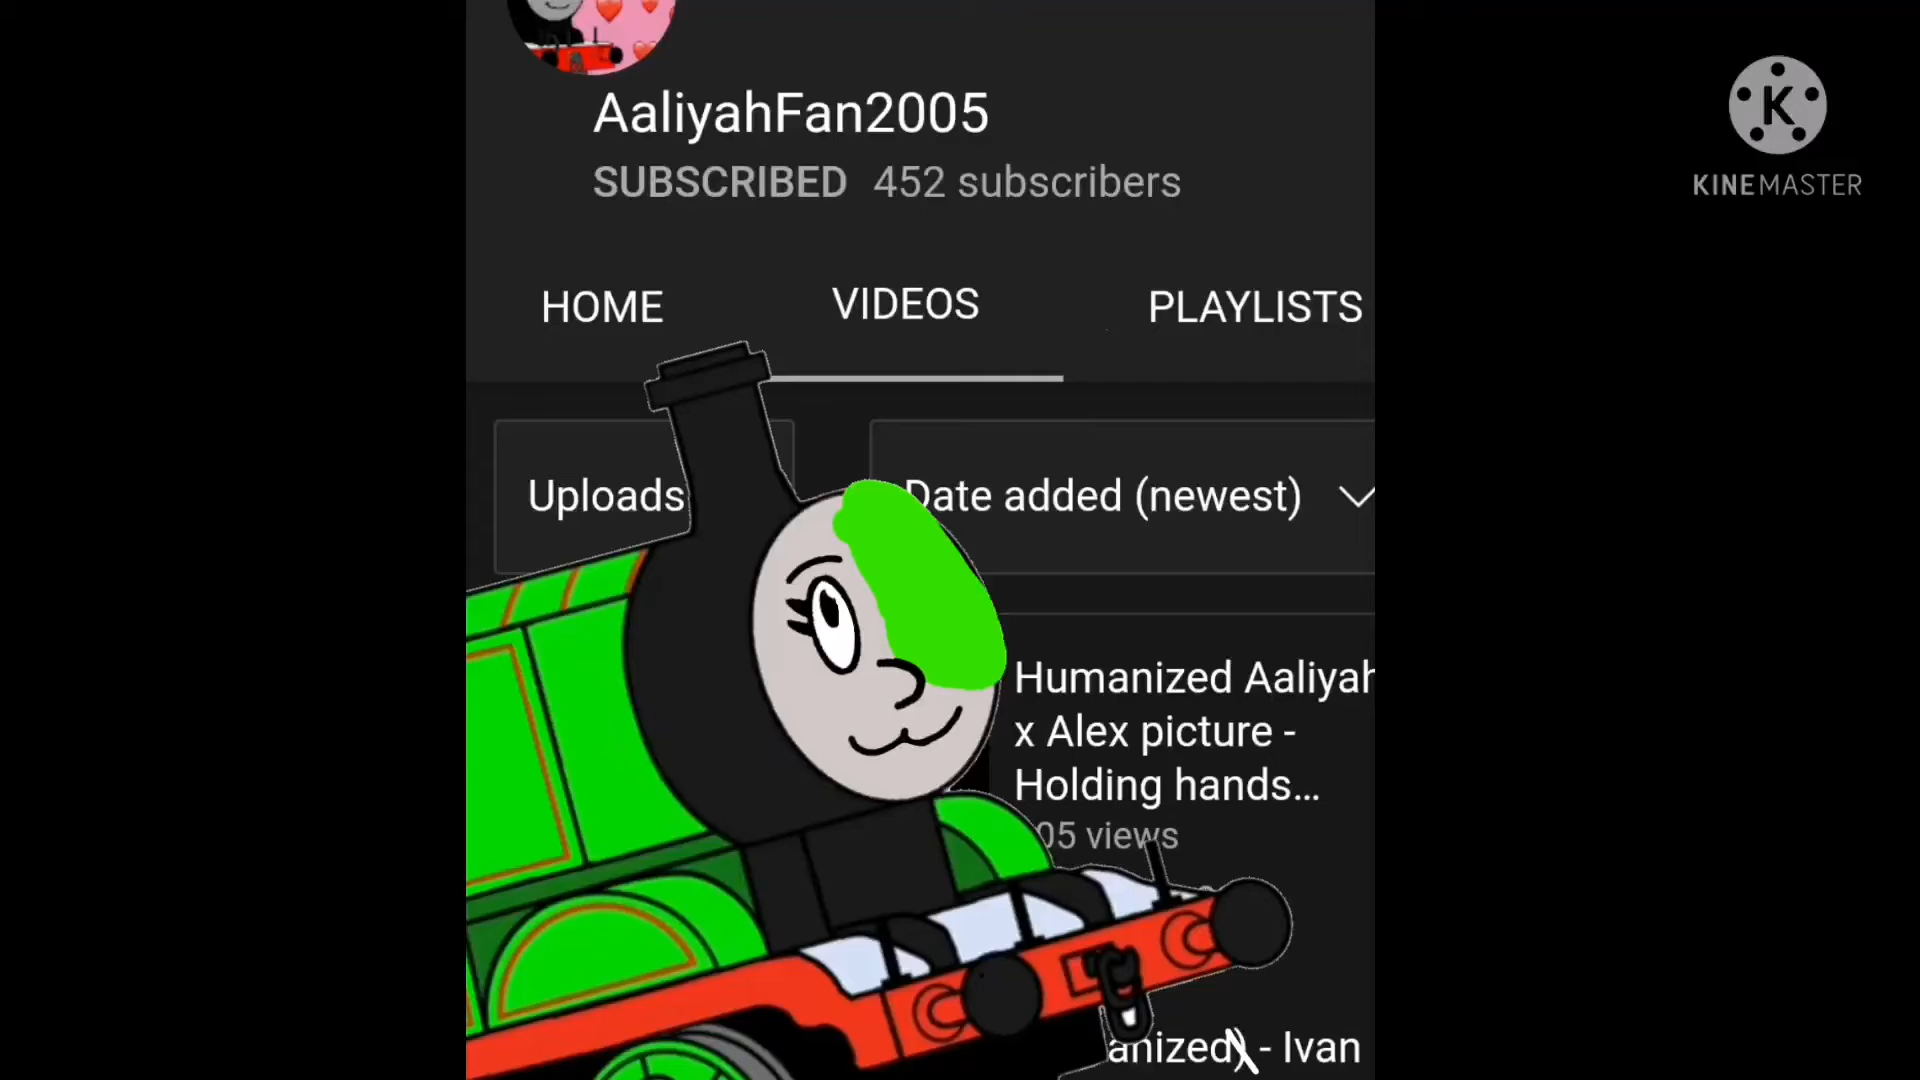 AaliyahFan2005
SUBSCRIBED 452 subscribers
K
KINEMASTER
HOME VIDEOS PLAYLISTS
Uploads Date added (newest)
Humanized Aaliyah
x Alex picture -
Holding hands...
05 views
anized) - Ivan